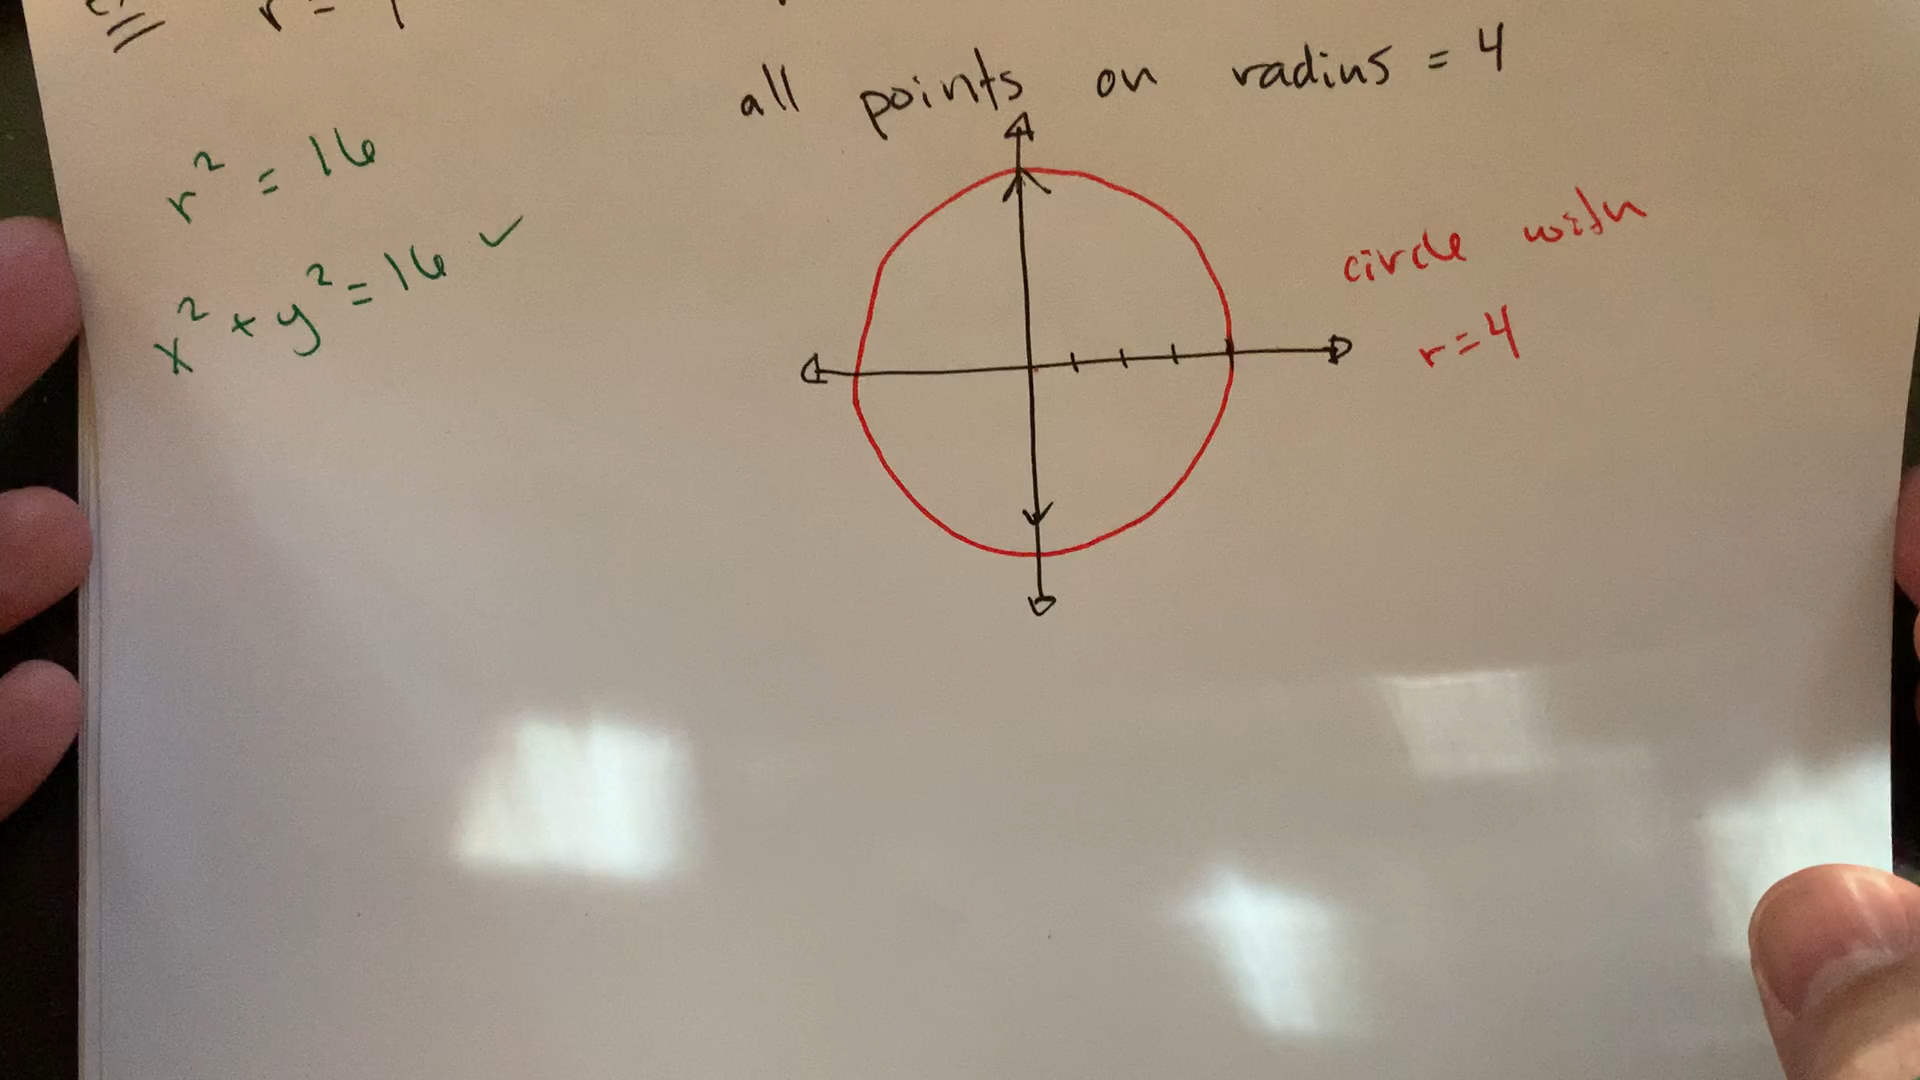 r =
all points on radius = 4
r² = 16
x² + y² = 16 ✓
circle with
r = 4